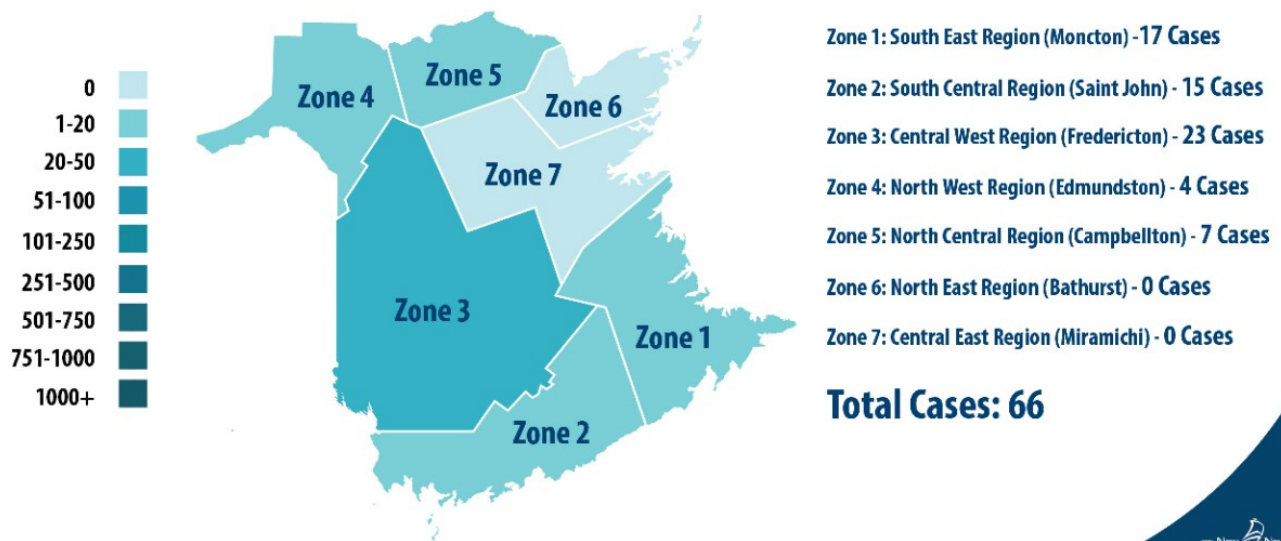 0
1-20
20-50
51-100
101-250
251-500
501-750
751-1000
1000+
Zone 4
Zone 5
Zone 6
Zone 7
Zone 3
Zone 1
Zone 2
Zone 1: South East Region (Moncton) -17 Cases
Zone 2: South Central Region (Saint John) - 15 Cases
Zone 3: Central West Region (Fredericton) - 23 Cases
Zone 4: North West Region (Edmundston) - 4 Cases
Zone 5: North Central Region (Campbellton) - 7 Cases
Zone 6: North East Region (Bathurst) - 0 Cases
Zone 7: Central East Region (Miramichi) - 0 Cases
Total Cases: 66